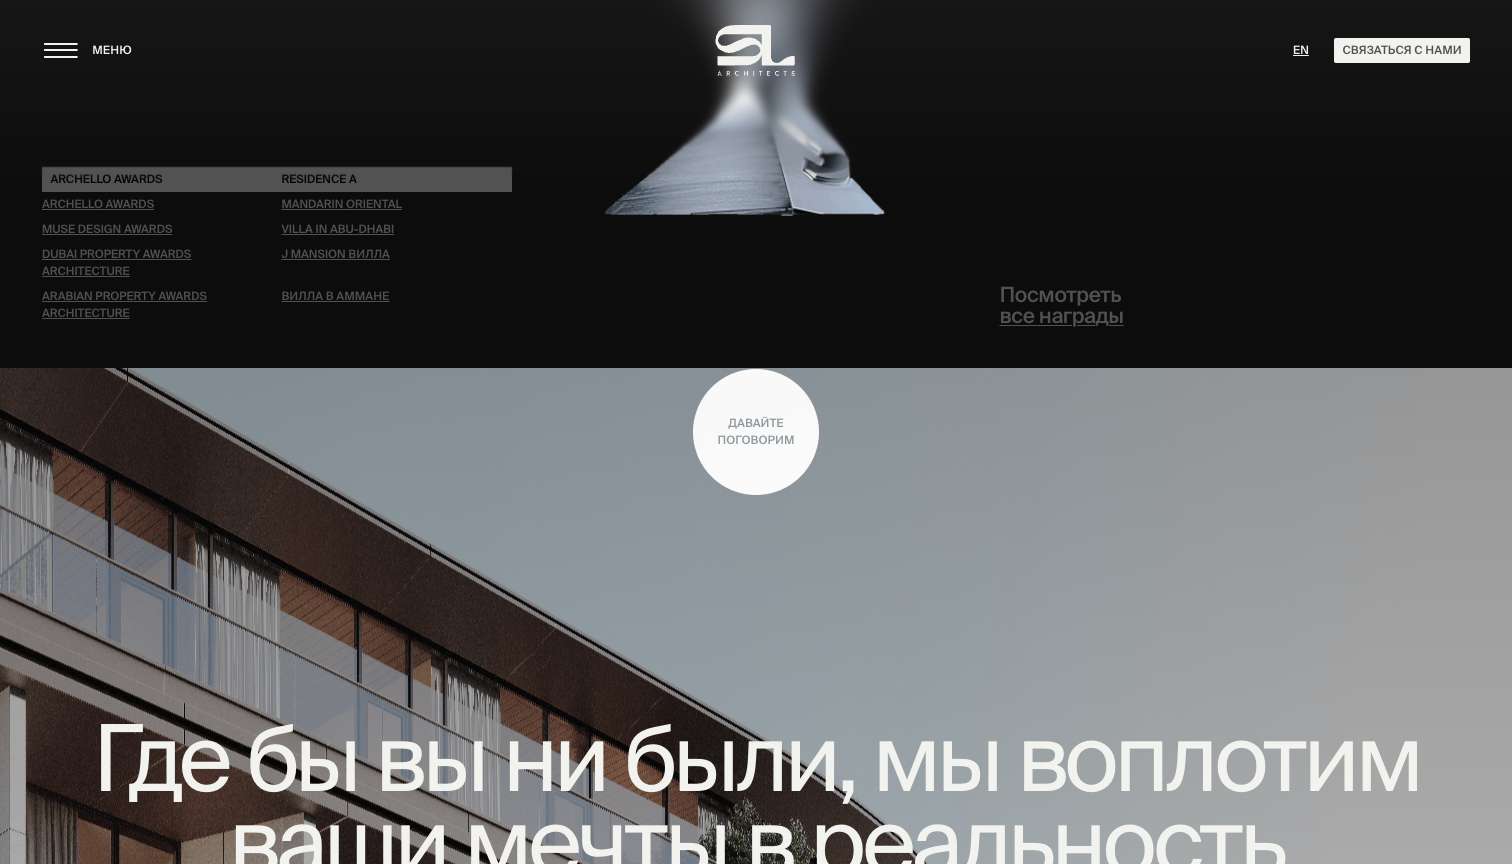 МЕНЮ
SL
ARCHITECTS
EN
СВЯЗАТЬСЯ С НАМИ
ARCHELLO AWARDS RESIDENCE A
ARCHELLO AWARDS MANDARIN ORIENTAL
MUSE DESIGN AWARDS VILLA IN ABU-DHABI
DUBAI PROPERTY AWARDS J MANSION ВИЛЛА
ARCHITECTURE
ARABIAN PROPERTY AWARDS ВИЛЛА В АММАНЕ
ARCHITECTURE
Посмотреть
все награды
ДАВАЙТЕ
ПОГОВОРИМ
Где бы вы ни были, мы воплотим
ваши мечты в реальность